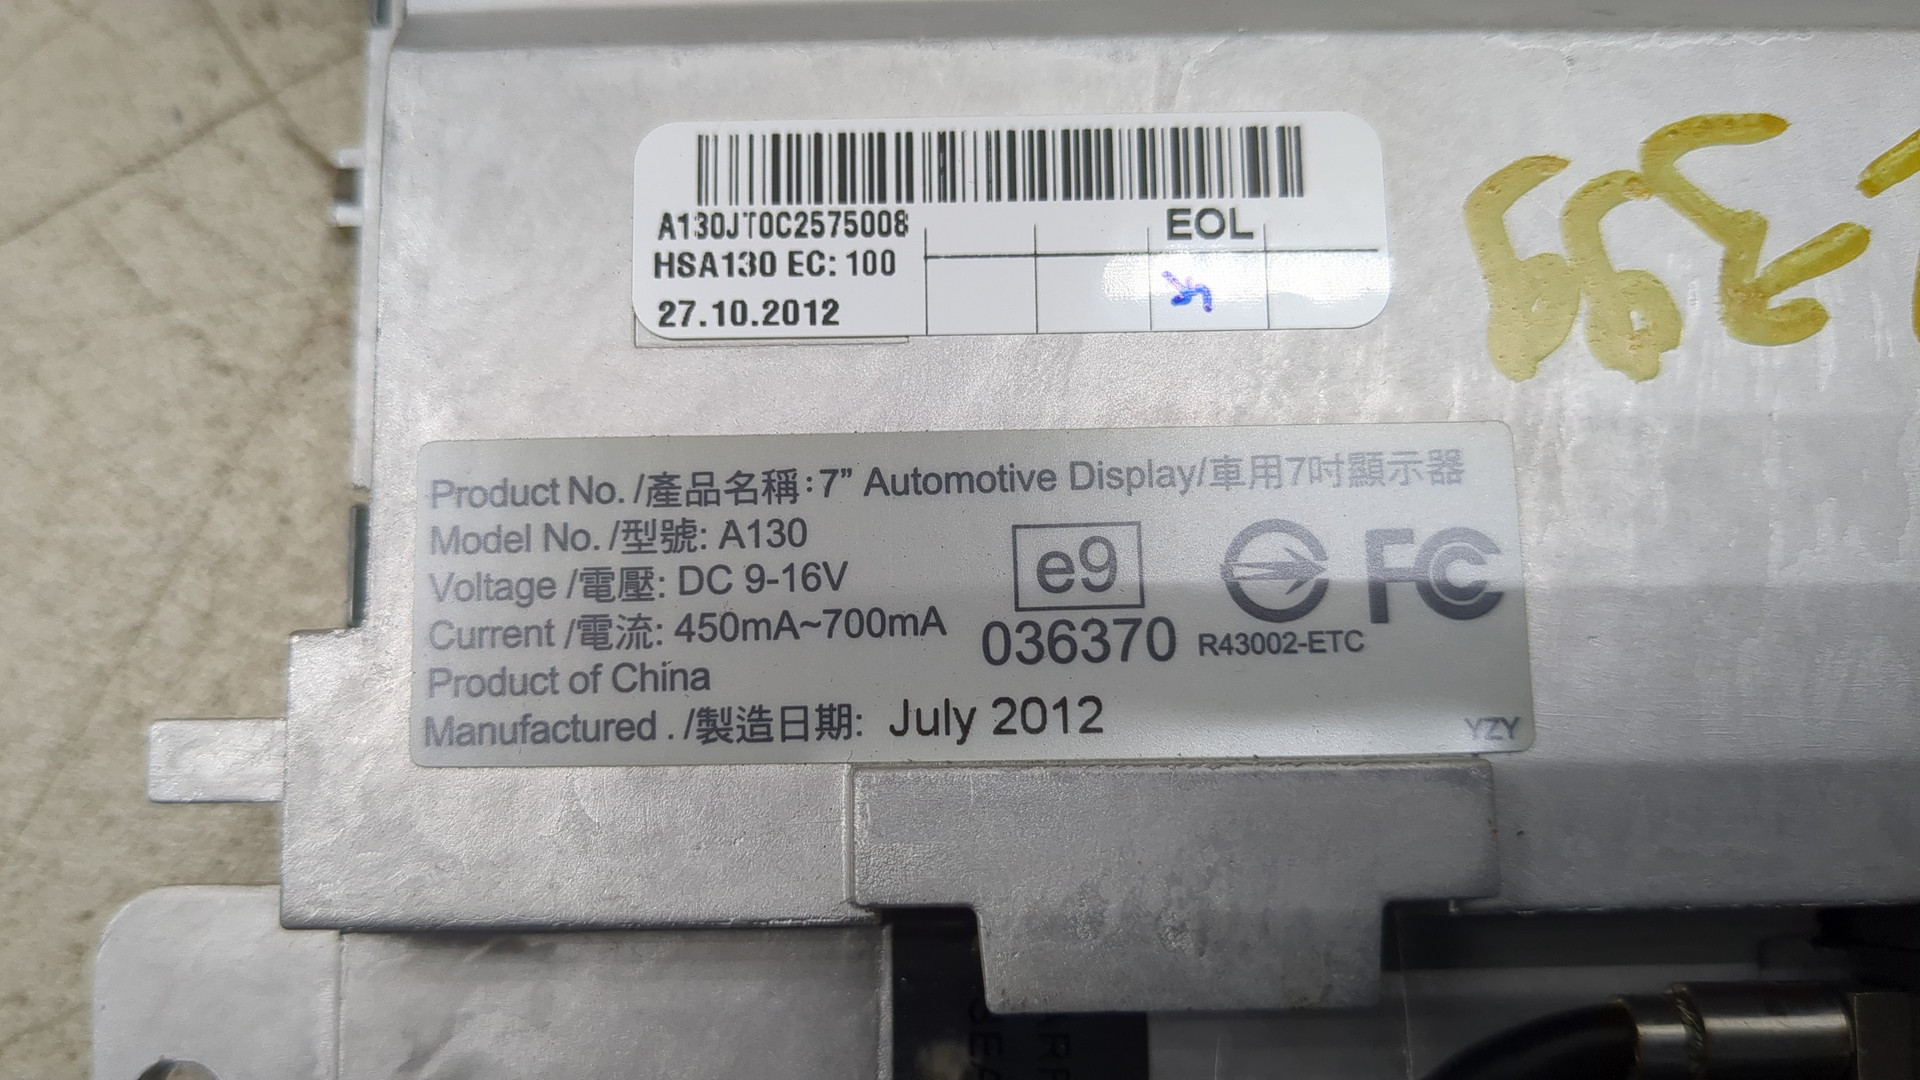 A130JT0C2575008
HSA130 EC: 100
27.10.2012
EOL
Product No. /產品名稱: 7” Automotive Display/車用7吋顯示器
Model No. /型號: A130
Voltage /電壓: DC 9-16V
Current /電流: 450mA~700mA
Product of China
Manufactured . /製造日期: July 2012
e9
036370
R43002-ETC
FC
YZY